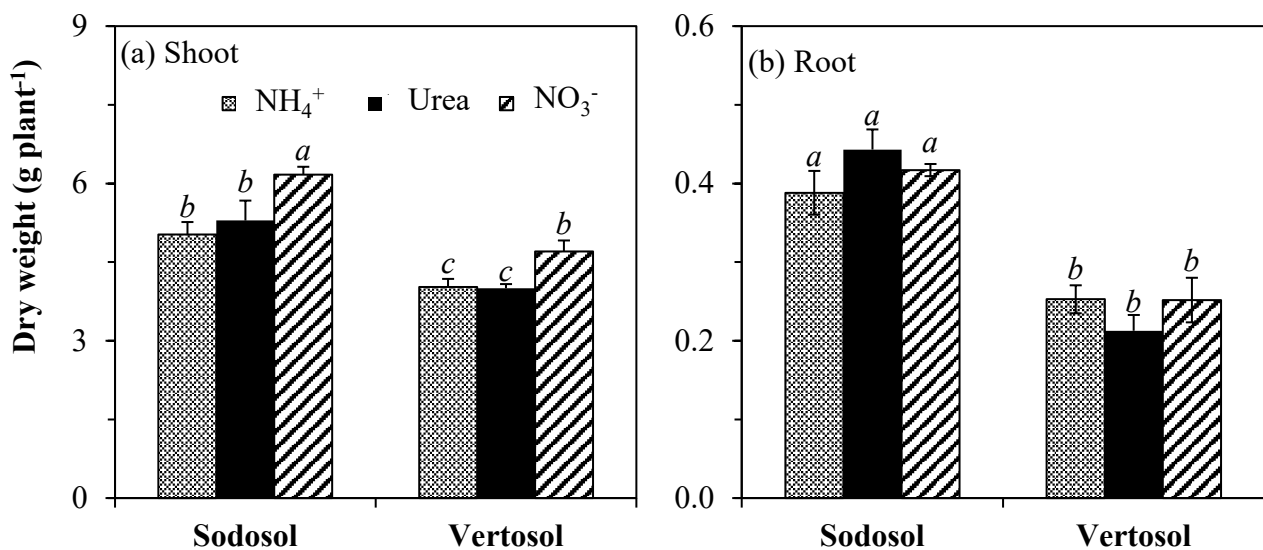 Dry weight (g plant⁻¹)
9
6
3
0
(a) Shoot
NH₄⁺ Urea NO₃⁻
b b a
c c b
Sodosol Vertosol
0.6
0.4
0.2
0.0
(b) Root
a a a
b b b
Sodosol Vertosol